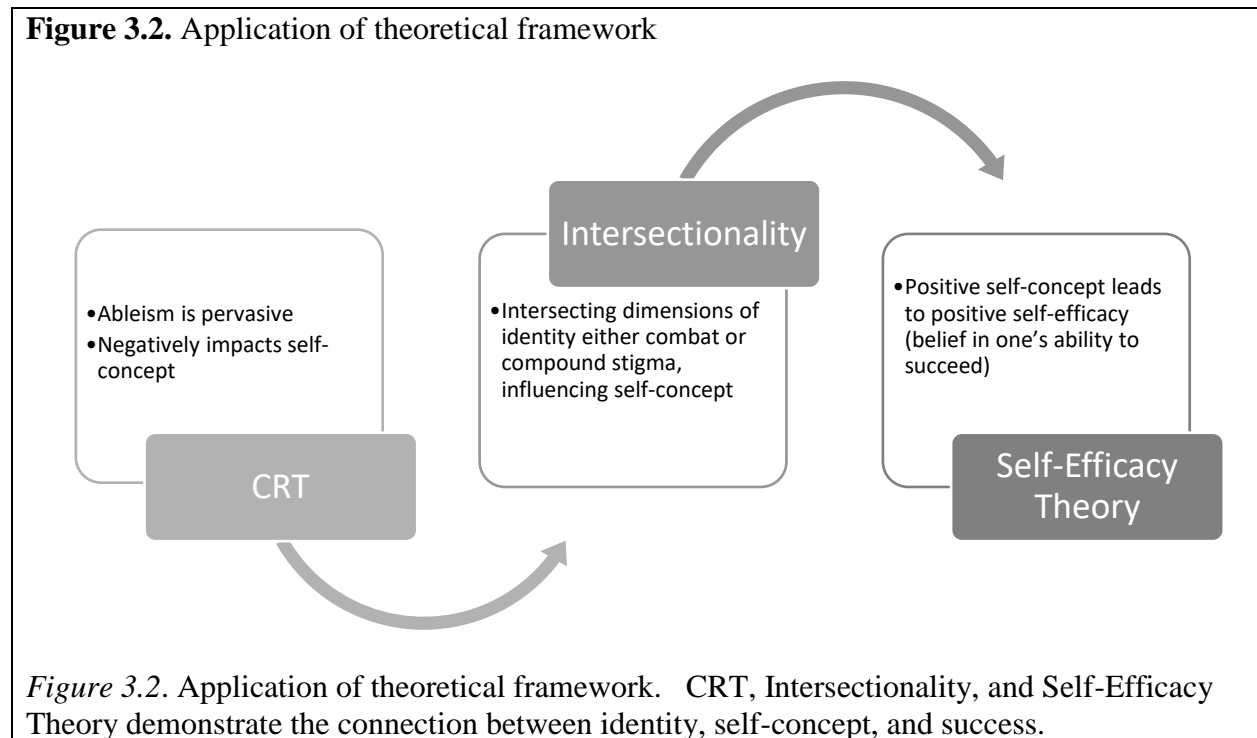 Figure 3.2. Application of theoretical framework
•Ableism is pervasive
•Negatively impacts self-
concept
CRT
Intersectionality
•Intersecting dimensions of
identity either combat or
compound stigma,
influencing self-concept
•Positive self-concept leads
to positive self-efficacy
(belief in one’s ability to
succeed)
Self-Efficacy
Theory
Figure 3.2. Application of theoretical framework.   CRT, Intersectionality, and Self-Efficacy
Theory demonstrate the connection between identity, self-concept, and success.